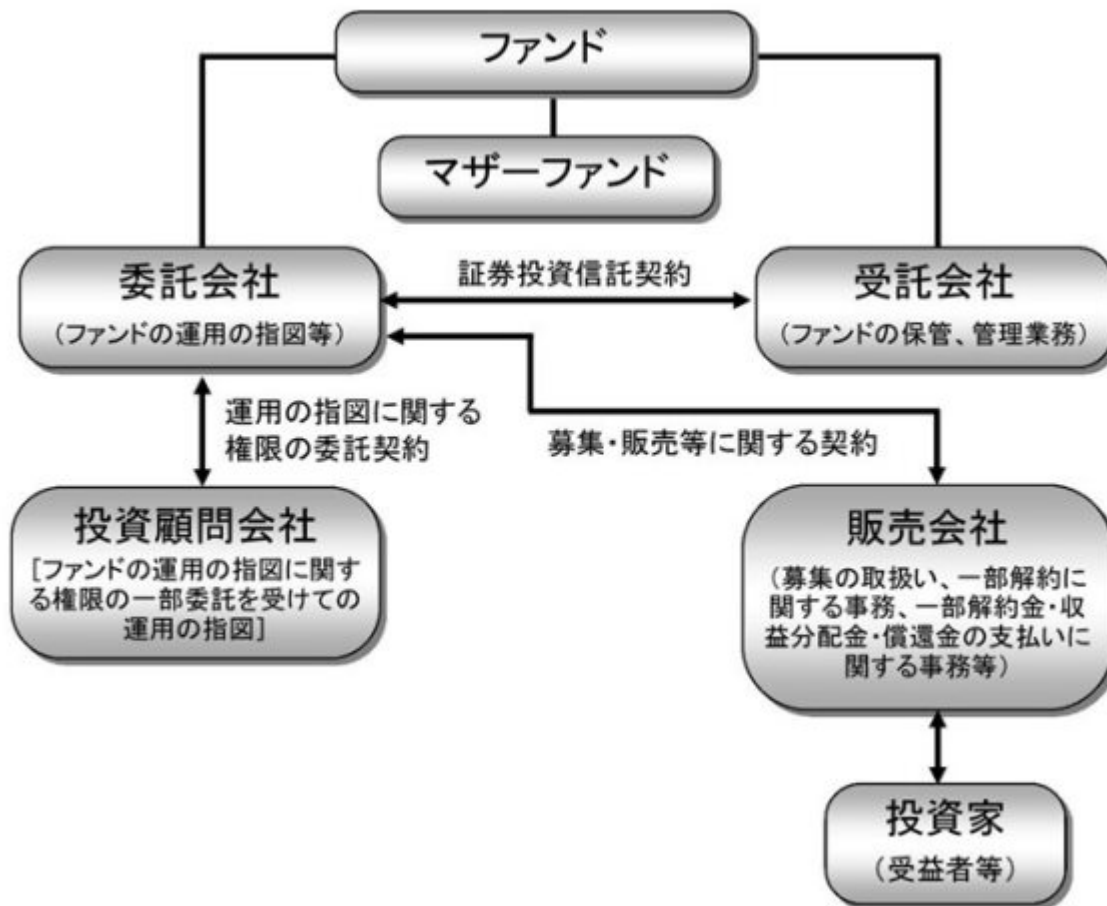 ファンド
マザーファンド
委託会社
(ファンドの運用の指図等)
証券投資信託契約
受託会社
(ファンドの保管、管理業務)
運用の指図に関する
権限の委託契約
募集・販売等に関する契約
投資顧問会社
[ファンドの運用の指図に関す
る権限の一部委託を受けての
運用の指図]
販売会社
(募集の取扱い、一部解約に
関する事務、一部解約金・収
益分配金・償還金の支払いに
関する事務等)
投資家
(受益者等)